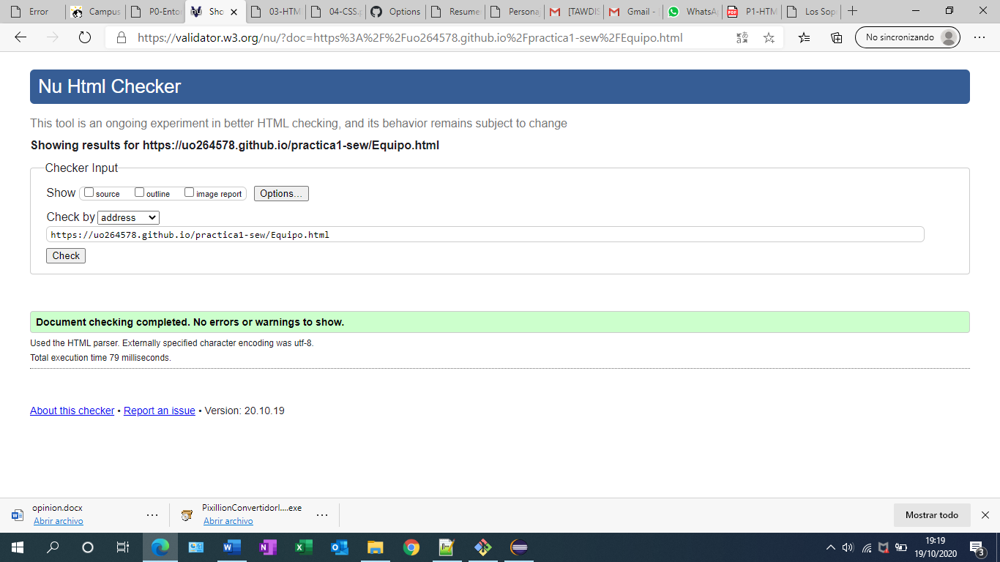 Error
Campus
P0-Ento
Sho
03-HTM
04-CSS.p
Options
Resume
Persona
[TAWDIS
Gmail -
WhatsA
P1-HTM
Los Sop
https://validator.w3.org/nu/?doc=https%3A%2F%2Fuo264578.github.io%2Fpractica1-sew%2FEquipo.html
No sincronizando
Nu Html Checker
This tool is an ongoing experiment in better HTML checking, and its behavior remains subject to change
Showing results for https://uo264578.github.io/practica1-sew/Equipo.html
Checker Input
Show source outline image report Options...
Check by address
https://uo264578.github.io/practica1-sew/Equipo.html
Check
Document checking completed. No errors or warnings to show.
Used the HTML parser. Externally specified character encoding was utf-8.
Total execution time 79 milliseconds.
About this checker • Report an issue • Version: 20.10.19
opinion.docx
Abrir archivo
PixillionConvertidorI....exe
Abrir archivo
Mostrar todo
19:19
19/10/2020
3